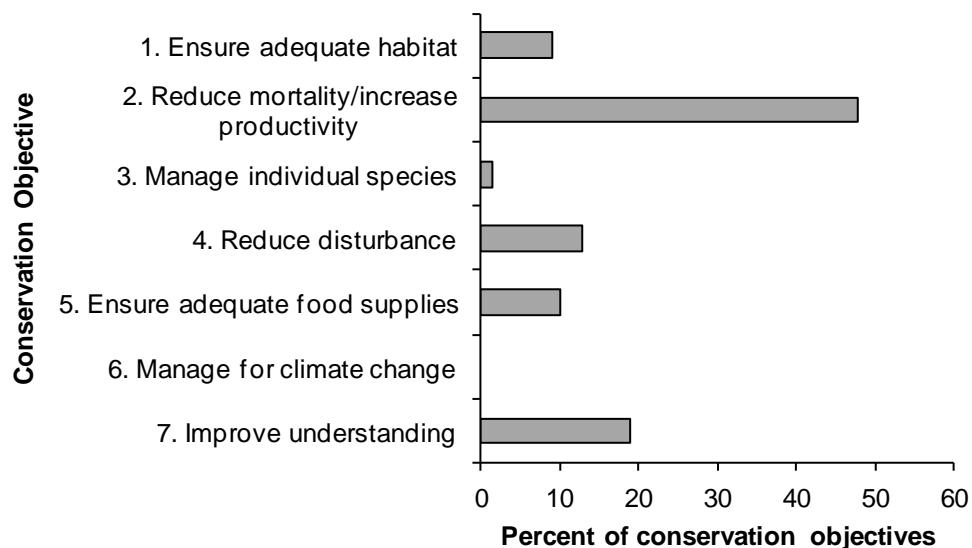 Conservation Objective
1. Ensure adequate habitat
2. Reduce mortality/increase
productivity
3. Manage individual species
4. Reduce disturbance
5. Ensure adequate food supplies
6. Manage for climate change
7. Improve understanding
0 10 20 30 40 50 60
Percent of conservation objectives